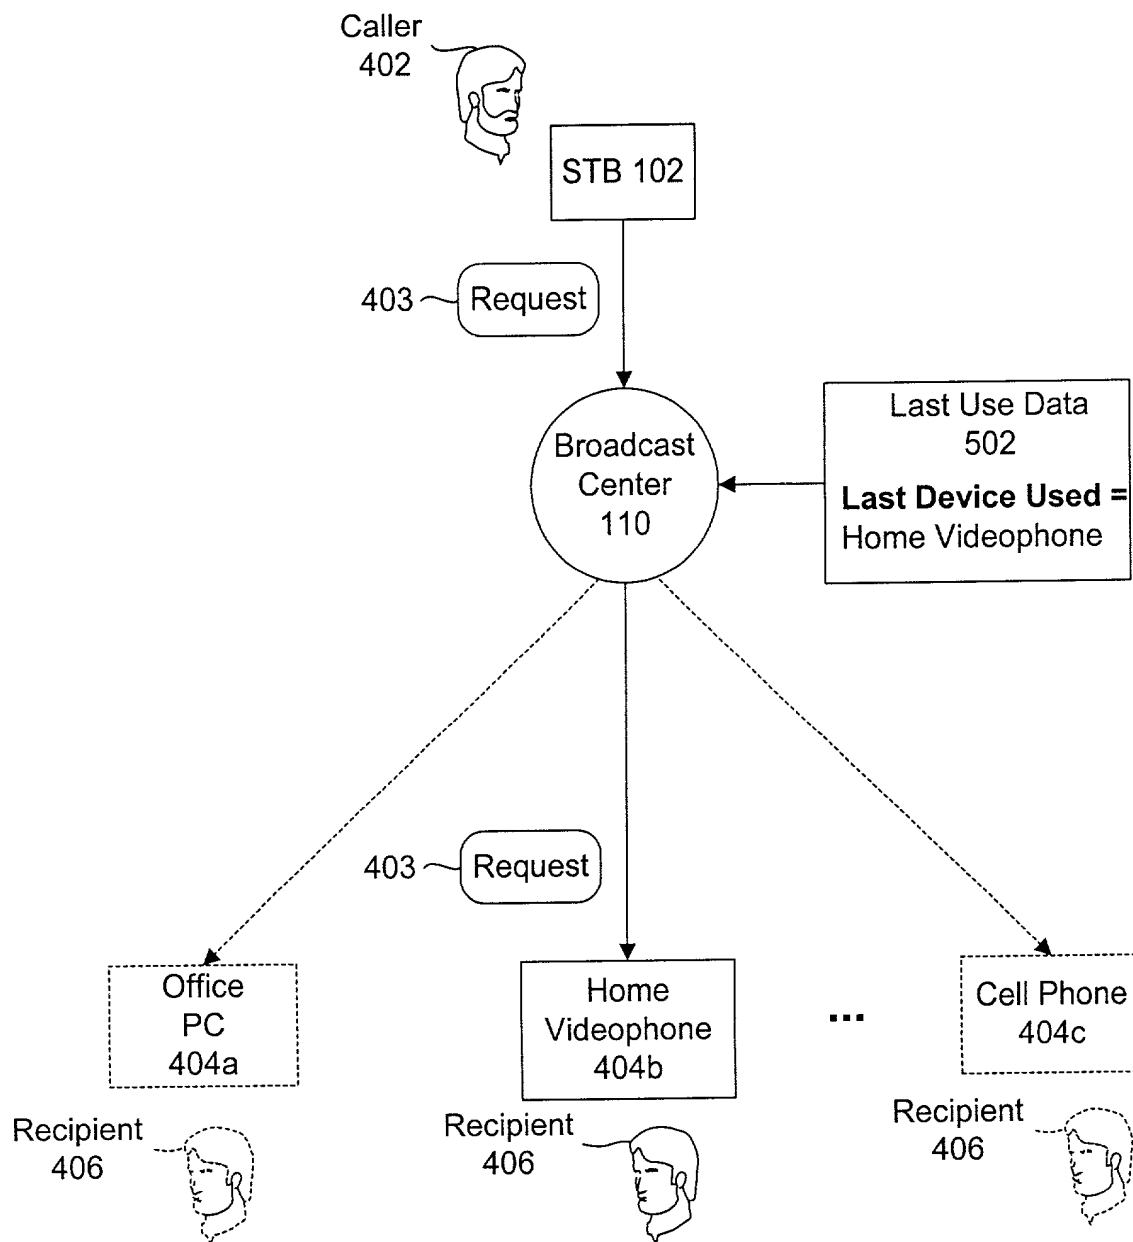 Caller
402
STB 102
403
Request
Last Use Data
502
Last Device Used =
Home Videophone
Broadcast
Center
110
403
Request
Office
PC
404a
Home
Videophone
404b
...
Cell Phone
404c
Recipient
406
Recipient
406
Recipient
406